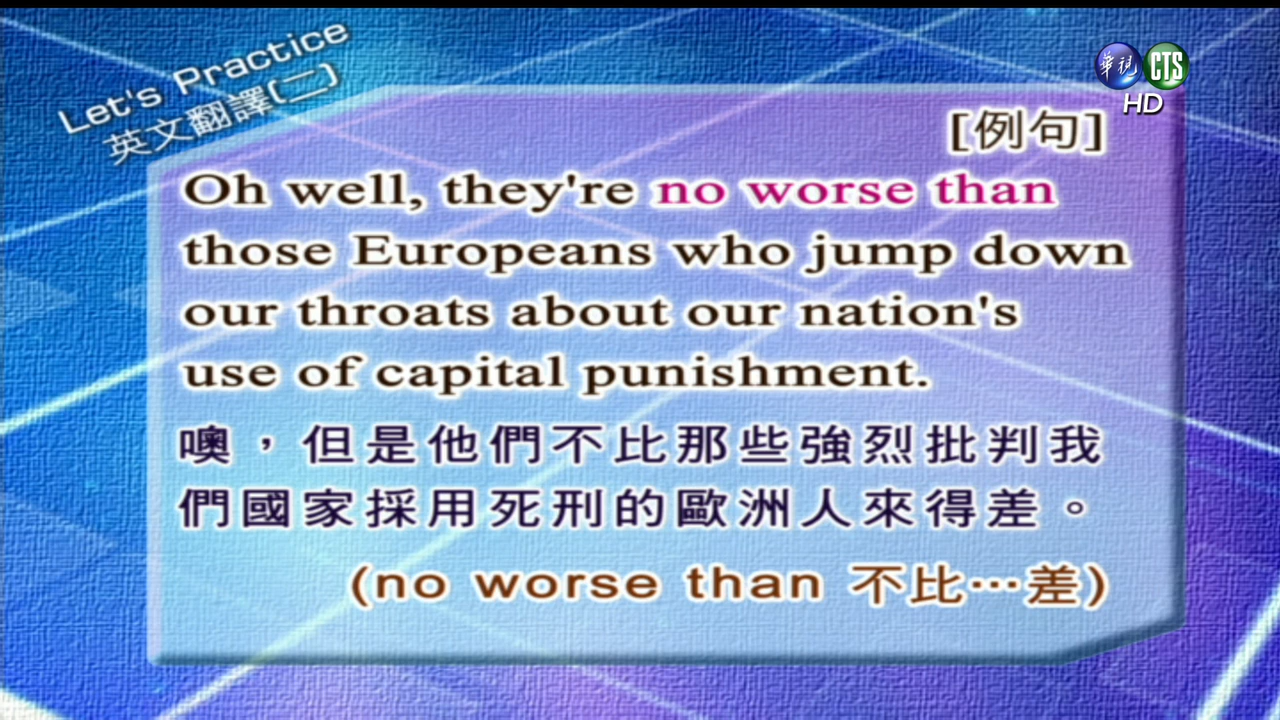 Let's Practice
英文翻譯(二)
華視 CTS
HD
[例句]
Oh well, they're no worse than
those Europeans who jump down
our throats about our nation's
use of capital punishment.
噢，但是他們不比那些強烈批判我
們國家採用死刑的歐洲人來得差。
(no worse than 不比…差)